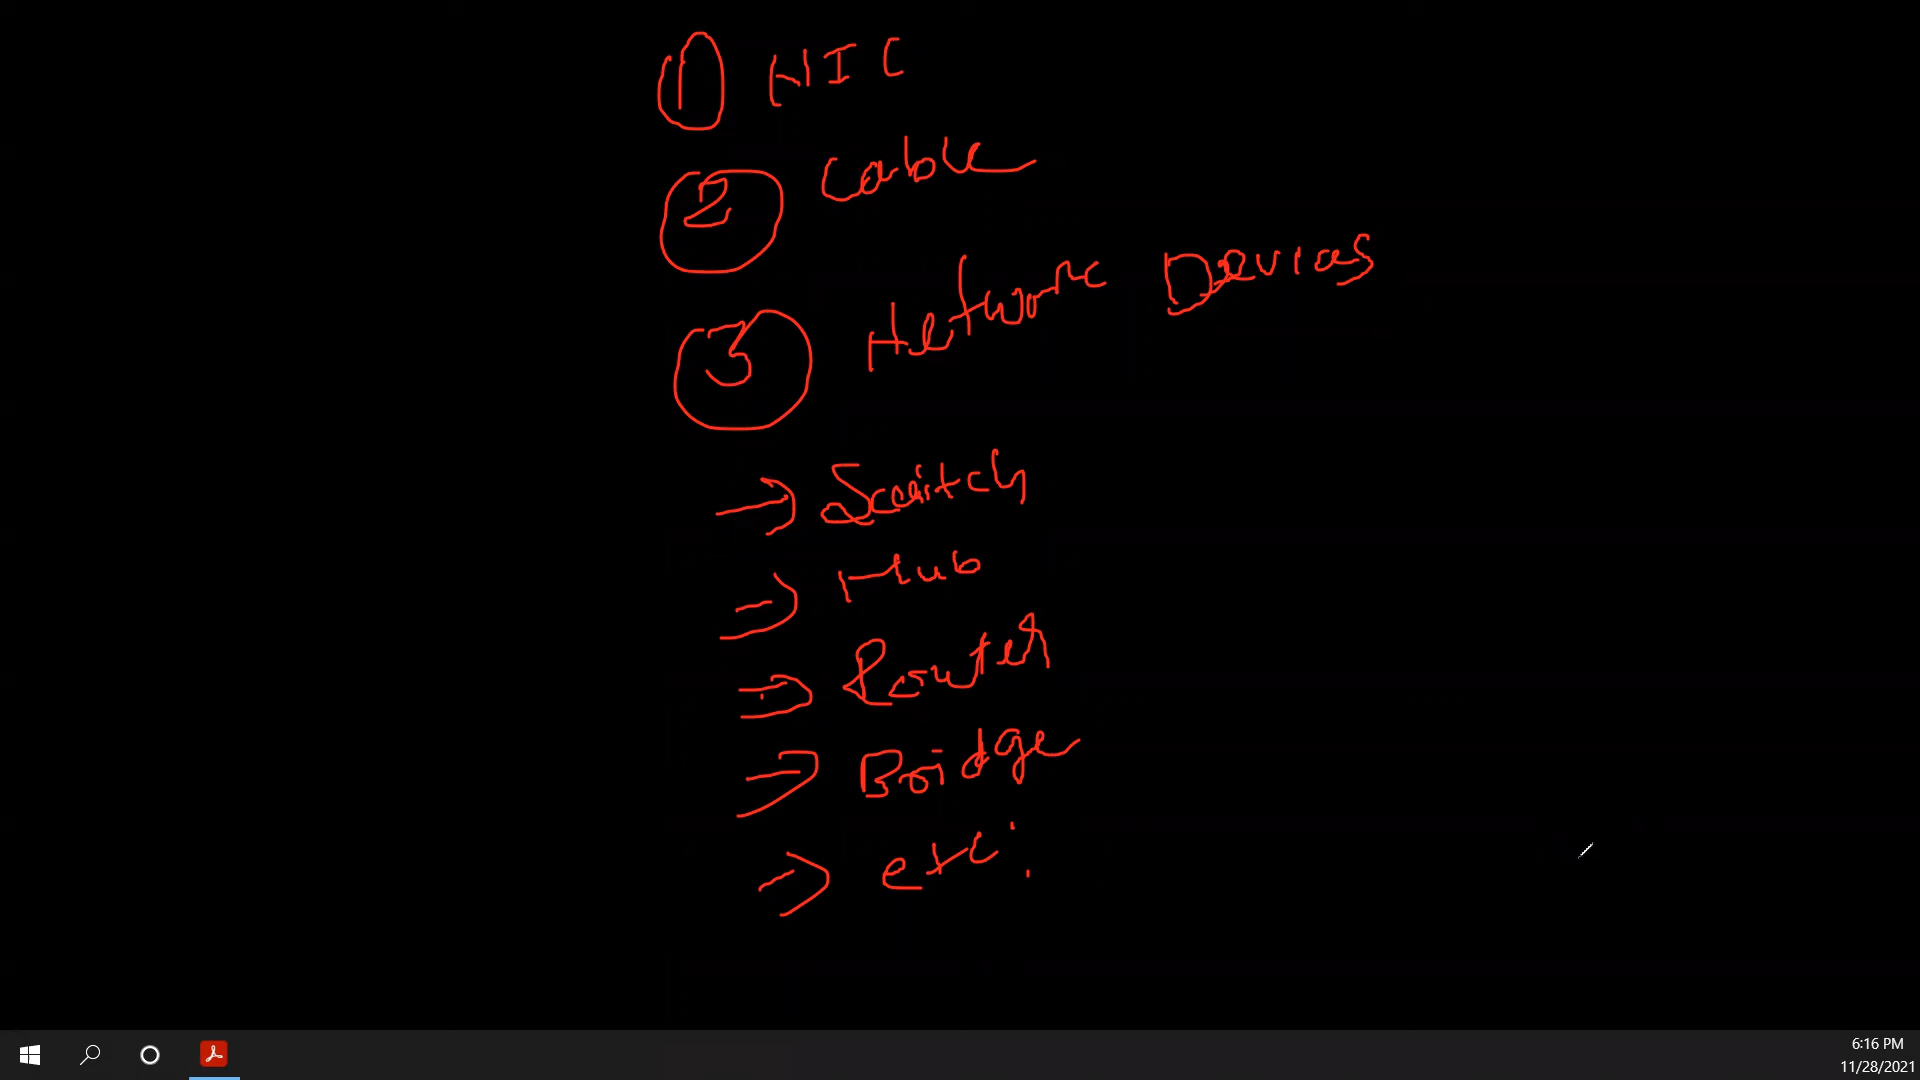 1 NIC
2 Cable
3 Network Devices
→ Switch
→ Hub
→ Router
→ Bridge
→ etc.
6:16 PM
11/28/2021